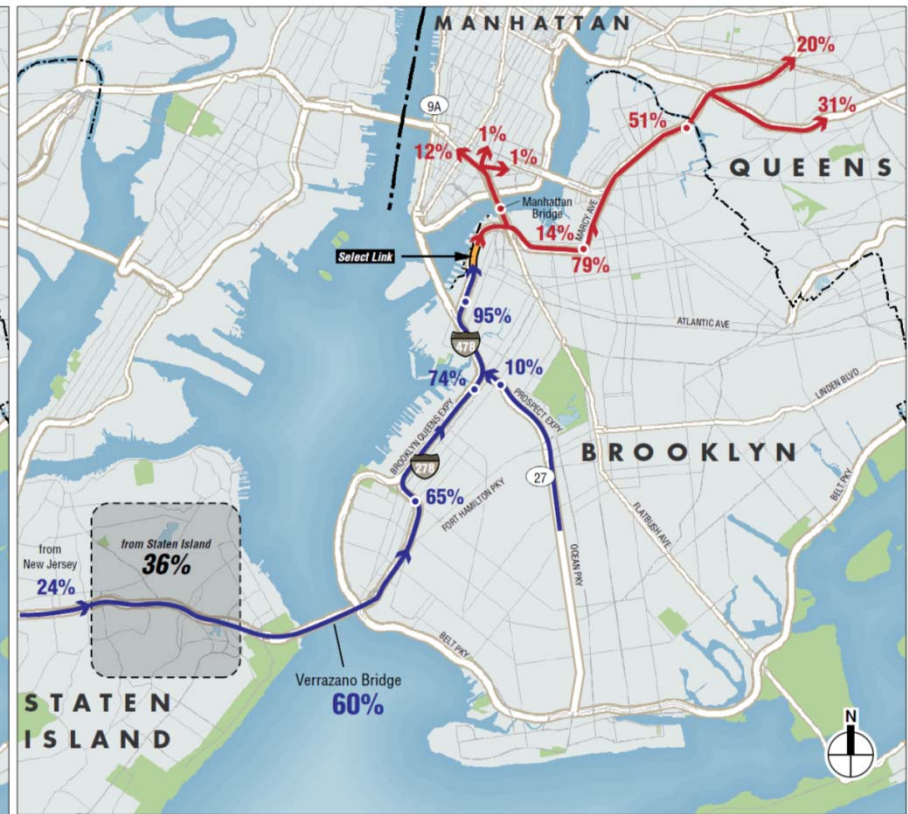 MANHATTAN
20%
9A
31%
1%
51%
12%
1%
QUEENS
Manhattan
Bridge
MARCY AVE
14%
Select Link
79%
95%
ATLANTIC AVE
478
10%
74%
LINDEN BLVD
PROSPECT EXPY
BROOKLYN QUEENS EXPY
BROOKLYN
278
27
BELT PKY
65%
FORT HAMILTON PKY
FLATBUSH AVE
from
New Jersey
24%
from Staten Island
36%
OCEAN PKY
BELT PKY
Verrazano Bridge
60%
STATEN
ISLAND
N